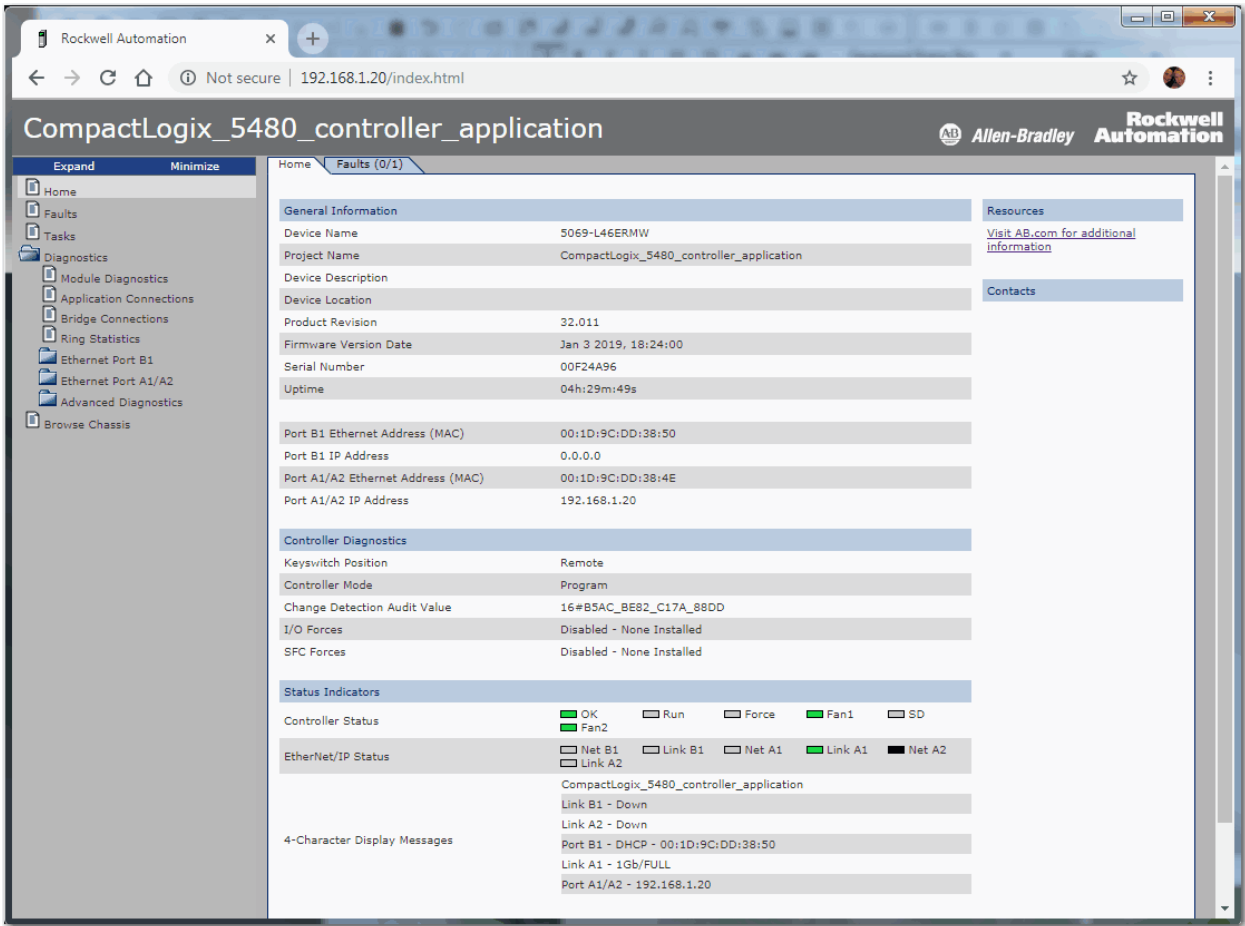 Rockwell Automation
Not secure | 192.168.1.20/index.html
CompactLogix_5480_controller_application
AB Allen-Bradley
Rockwell
Automation
Expand Minimize
Home
Faults
Tasks
Diagnostics
Module Diagnostics
Application Connections
Bridge Connections
Ring Statistics
Ethernet Port B1
Ethernet Port A1/A2
Advanced Diagnostics
Browse Chassis
Home Faults (0/1)
General Information
Device Name 5069-L46ERMW
Project Name CompactLogix_5480_controller_application
Device Description
Device Location
Product Revision 32.011
Firmware Version Date Jan 3 2019, 18:24:00
Serial Number 00F24A96
Uptime 04h:29m:49s
Port B1 Ethernet Address (MAC) 00:1D:9C:DD:38:50
Port B1 IP Address 0.0.0.0
Port A1/A2 Ethernet Address (MAC) 00:1D:9C:DD:38:4E
Port A1/A2 IP Address 192.168.1.20
Controller Diagnostics
Keyswitch Position Remote
Controller Mode Program
Change Detection Audit Value 16#B5AC_BE82_C17A_88DD
I/O Forces Disabled - None Installed
SFC Forces Disabled - None Installed
Status Indicators
Controller Status OK Run Force Fan1 SD
Fan2
EtherNet/IP Status Net B1 Link B1 Net A1 Link A1 Net A2
Link A2
4-Character Display Messages
CompactLogix_5480_controller_application
Link B1 - Down
Link A2 - Down
Port B1 - DHCP - 00:1D:9C:DD:38:50
Link A1 - 1Gb/FULL
Port A1/A2 - 192.168.1.20
Resources
Visit AB.com for additional
information
Contacts